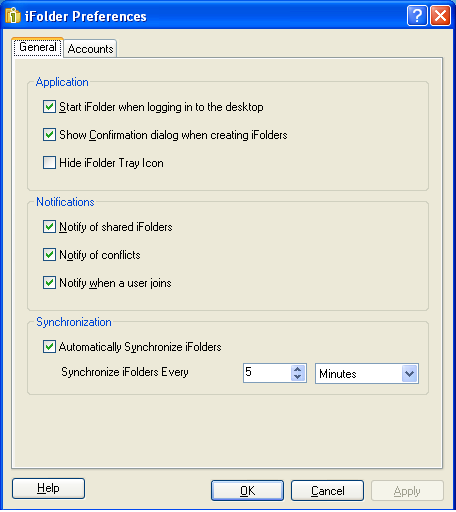 iFolder Preferences
General Accounts
Application
Start iFolder when logging in to the desktop
Show Confirmation dialog when creating iFolders
Hide iFolder Tray Icon
Notifications
Notify of shared iFolders
Notify of conflicts
Notify when a user joins
Synchronization
Automatically Synchronize iFolders
Synchronize iFolders Every 5 Minutes
Help OK Cancel Apply